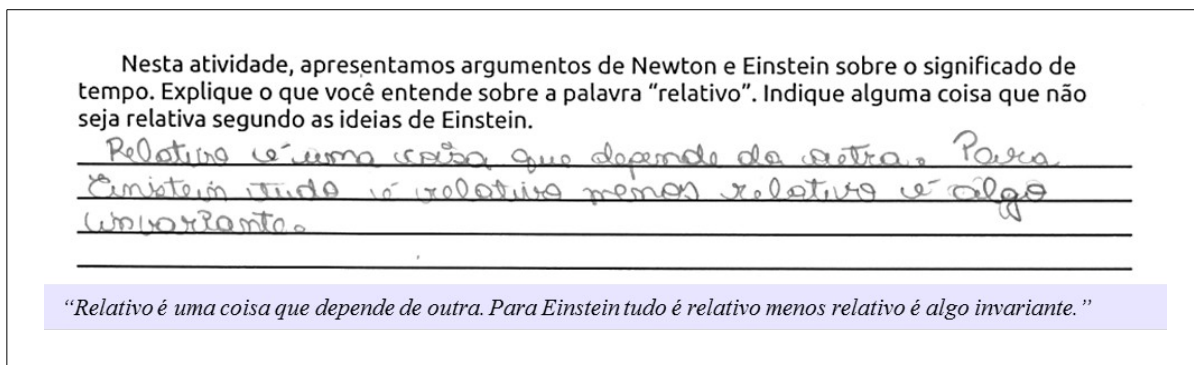 Nesta atividade, apresentamos argumentos de Newton e Einstein sobre o significado de
tempo. Explique o que você entende sobre a palavra “relativo”. Indique alguma coisa que não
seja relativa segundo as ideias de Einstein.
Relativo é uma coisa que depende da outra. Para
Einistein tudo é relativo menos relativo é algo
invariante.
“Relativo é uma coisa que depende de outra. Para Einstein tudo é relativo menos relativo é algo invariante.”